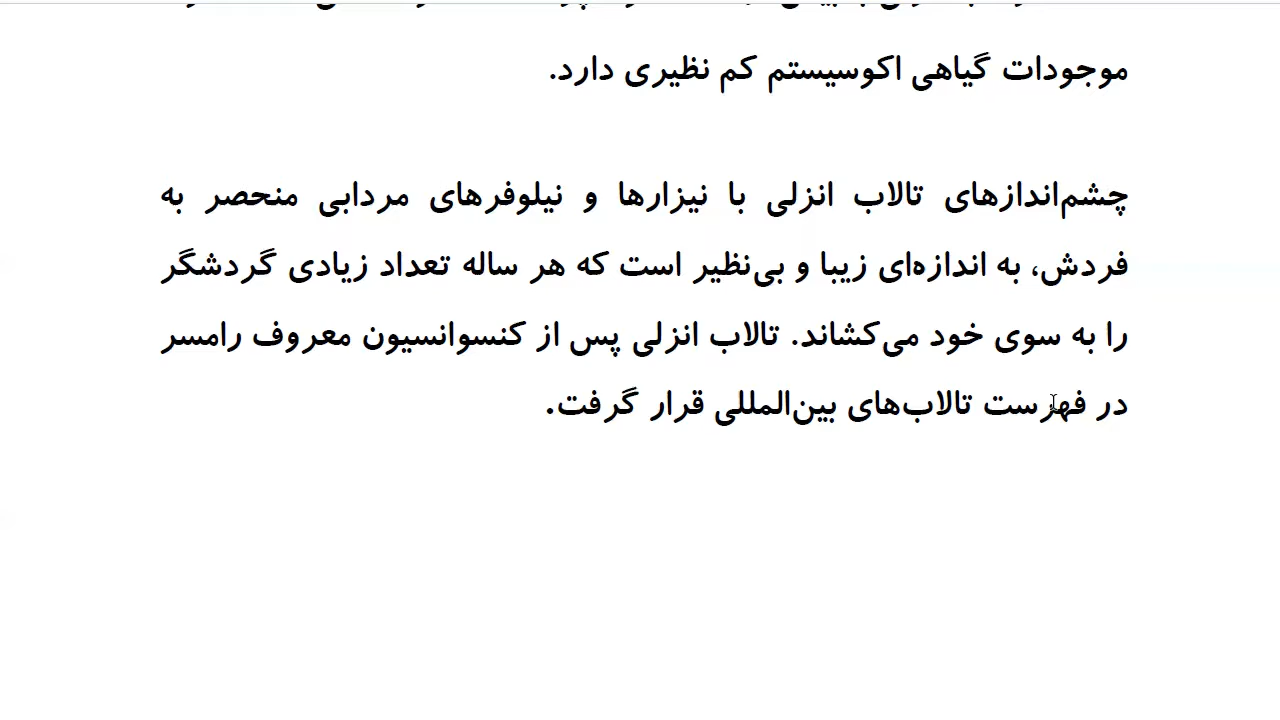 موجودات گیاهی اکوسیستم کم نظیری دارد.
چشم‌اندازهای تالاب انزلی با نیزارها و نیلوفرهای مردابی منحصر به
فردش، به اندازه‌ای زیبا و بی‌نظیر است که هر ساله تعداد زیادی گردشگر
را به سوی خود می‌کشاند. تالاب انزلی پس از کنسوانسیون معروف رامسر
در فهرست تالاب‌های بین‌المللی قرار گرفت.